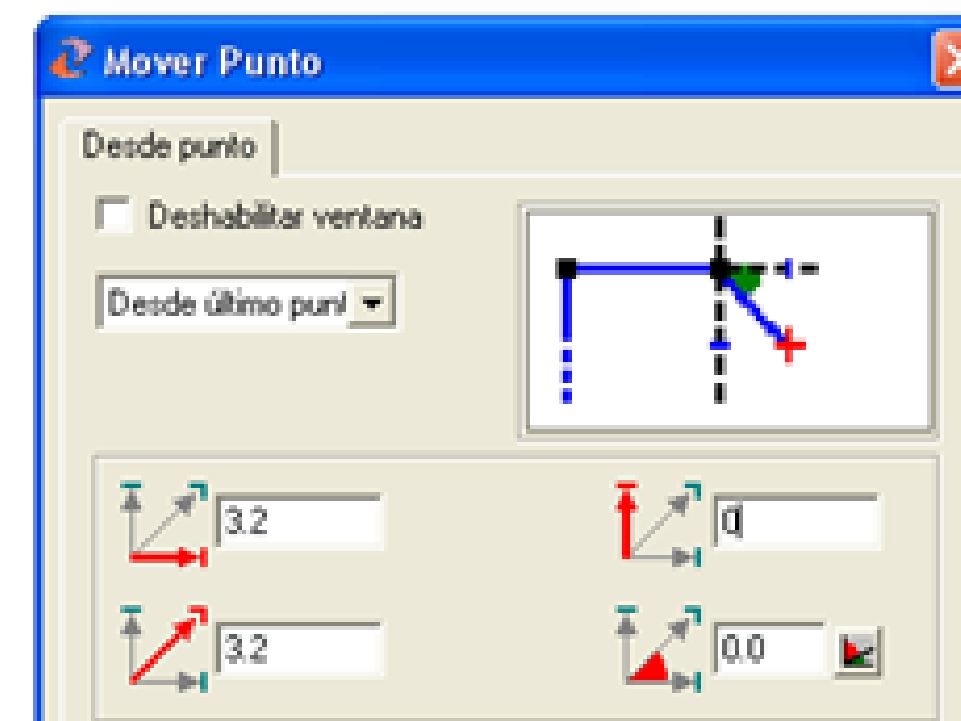 Mover Punto
Desde punto
Deshabilitar ventana
Desde último punt
3.2
0
3.2
0.0